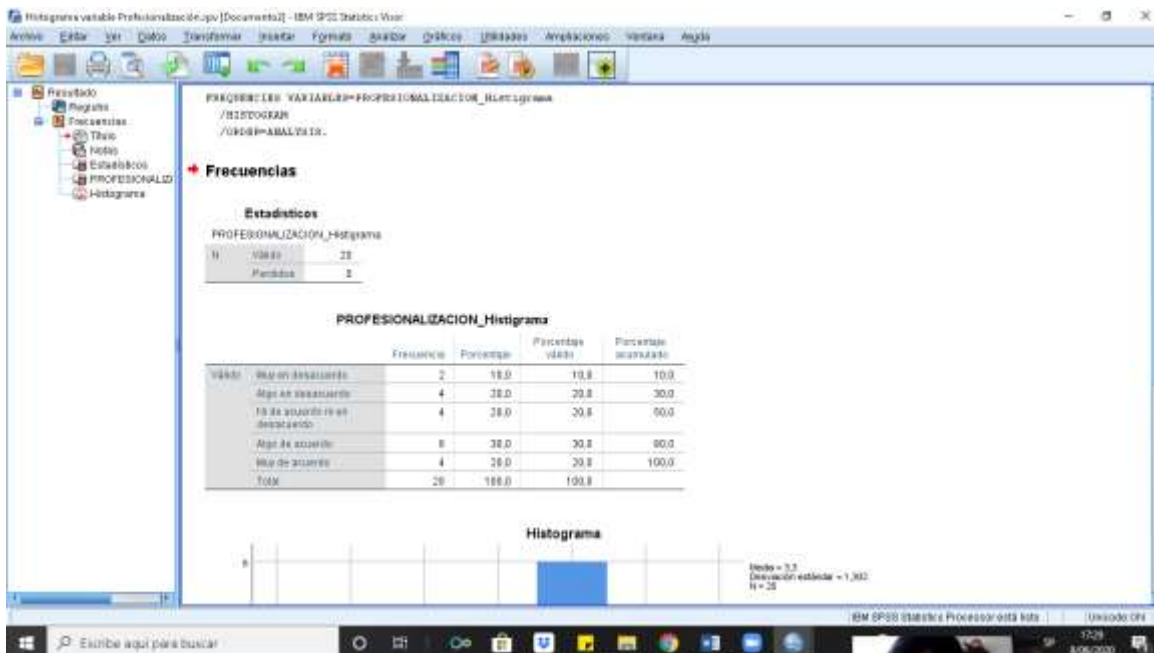 Histograma variable Profesionalización.spv [Documento2] - IBM SPSS Statistics Visor
Archivo Editar Ver Datos Transformar Insertar Formato Analizar Gráficos Utilidades Ampliaciones Ventana Ayuda
Resultado
Registro
Frecuencias
Título
Notas
Estadísticos
PROFESIONALIZ
Histograma
FREQUENCIES VARIABLES=PROFESIONALIZACION_Histigrama
/HISTOGRAM
/ORDER=ANALYSIS.
Frecuencias
Estadísticos
PROFESIONALIZACION_Histigrama
N Válido 20
Perdidos 0
PROFESIONALIZACION_Histigrama
Frecuencia Porcentaje Porcentaje válido Porcentaje acumulado
Válido Muy en desacuerdo 2 10,0 10,0 10,0
Algo en desacuerdo 4 20,0 20,0 30,0
de acuerdo ni en
desacuerdo 4 20,0 20,0 50,0
Algo de acuerdo 6 30,0 30,0 80,0
Muy de acuerdo 4 20,0 20,0 100,0
Total 20 100,0 100,0
Histograma
6
Media = 3,3
Desviación estándar = 1,302
N = 20
IBM SPSS Statistics Processor está listo Unicode:ON
Escribe aquí para buscar
17:29